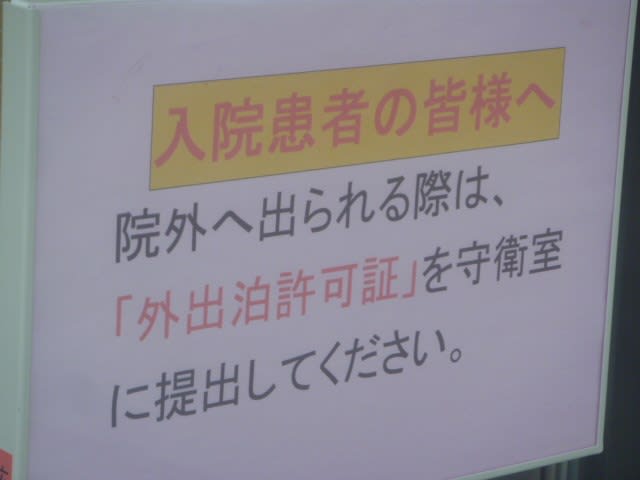 入院患者の皆様へ
院外へ出られる際は、
「外出泊許可証」を守衛室
に提出してください。